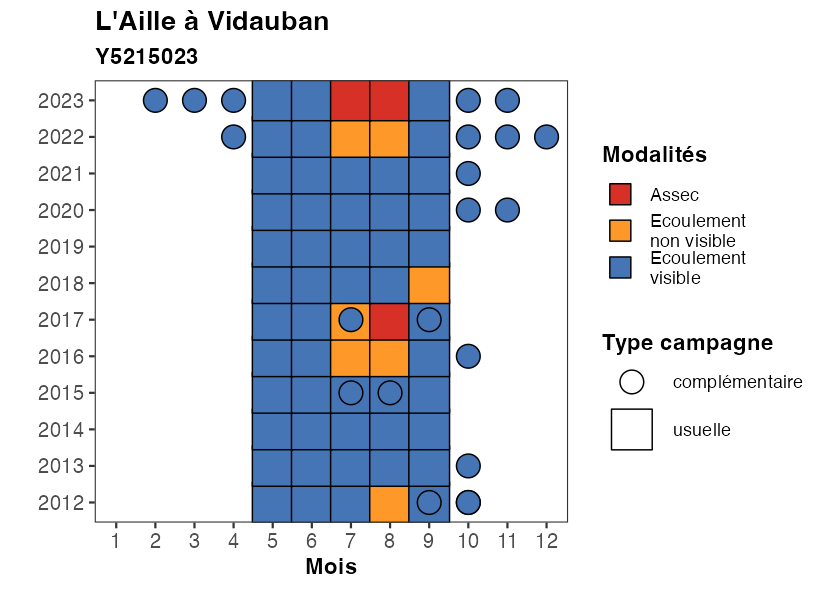 L'Aille à Vidauban
Y5215023
2023
2022
2021
2020
2019
2018
2017
2016
2015
2014
2013
2012
1 2 3 4 5 6 7 8 9 10 11 12
Mois
Modalités
Assec
Ecoulement
non visible
Ecoulement
visible
Type campagne
complémentaire
usuelle